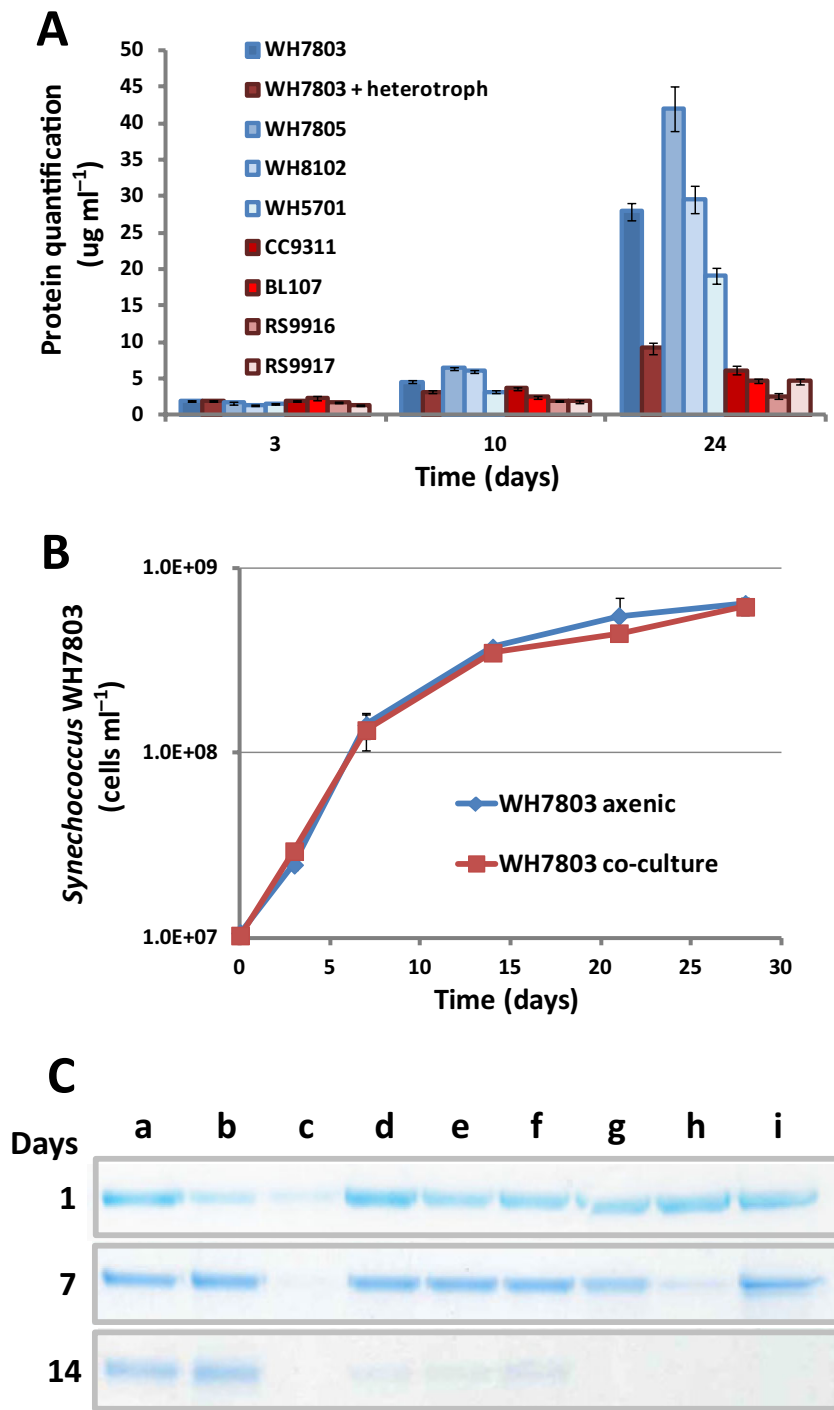 A
Protein quantification
(ug ml⁻¹)
50
45
40
35
30
25
20
15
10
5
0
WH7803
WH7803 + heterotroph
WH7805
WH8102
WH5701
CC9311
BL107
RS9916
RS9917
3
10
24
Time (days)
B
Synechococcus WH7803
(cells ml⁻¹)
1.0E+09
1.0E+08
1.0E+07
WH7803 axenic
WH7803 co-culture
0
5
10
15
20
25
30
Time (days)
C
Days a b c d e f g h i
1
7
14